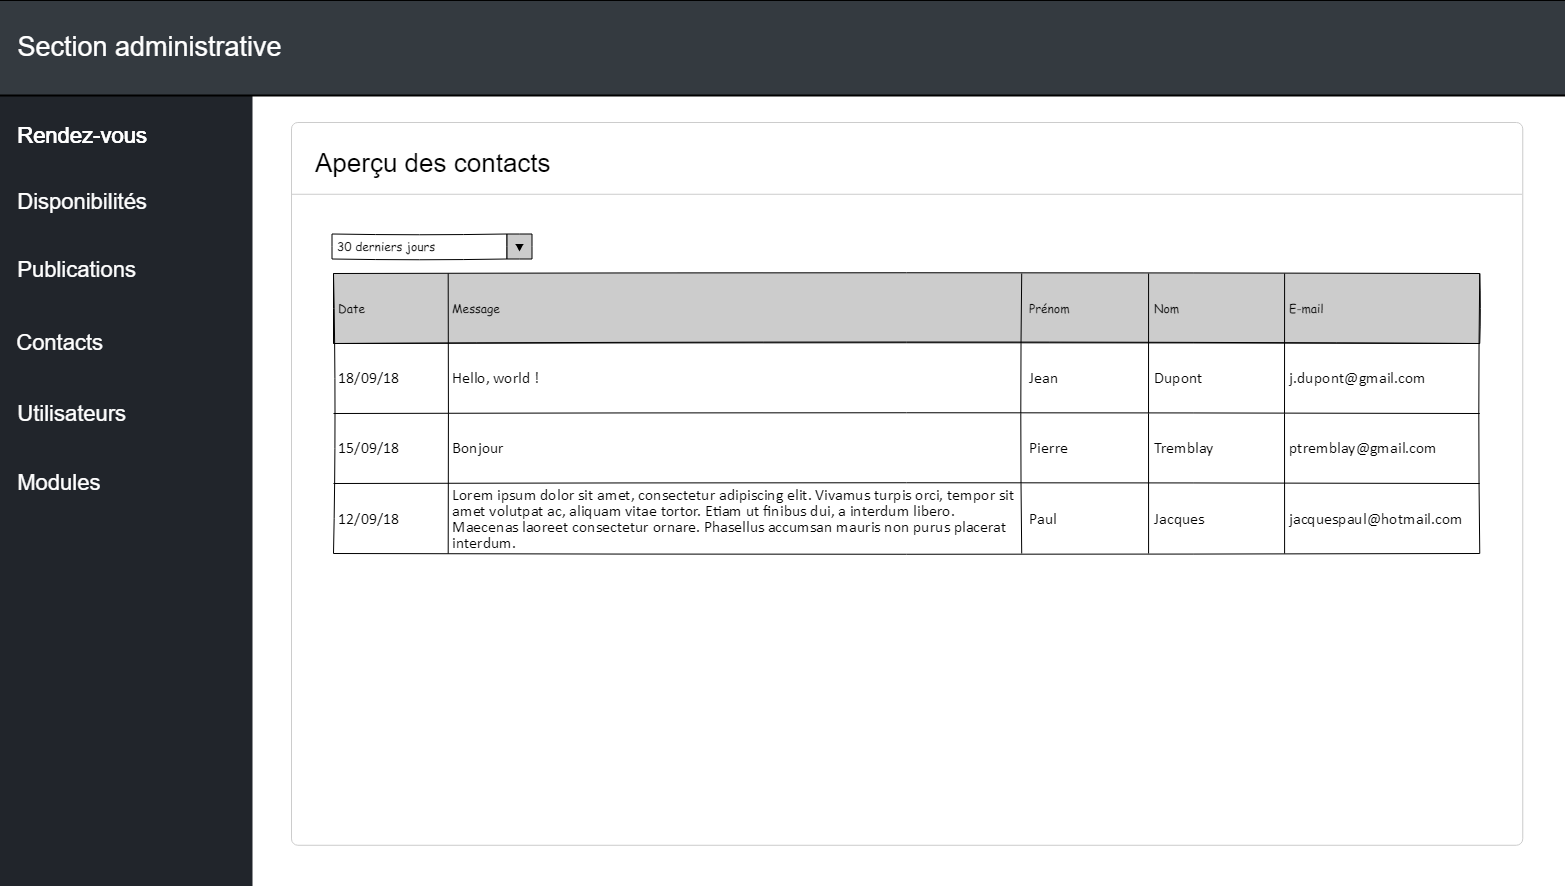 Section administrative
Rendez-vous
Disponibilités
Publications
Contacts
Utilisateurs
Modules
Aperçu des contacts
30 derniers jours
Date Message Prénom Nom E-mail
18/09/18 Hello, world ! Jean Dupont j.dupont@gmail.com
15/09/18 Bonjour Pierre Tremblay ptremblay@gmail.com
12/09/18 Lorem ipsum dolor sit amet, consectetur adipiscing elit. Vivamus turpis orci, tempor sit
amet volutpat ac, aliquam vitae tortor. Etiam ut finibus dui, a interdum libero.
Maecenas laoreet consectetur ornare. Phasellus accumsan mauris non purus placerat
interdum. Paul Jacques jacquespaul@hotmail.com